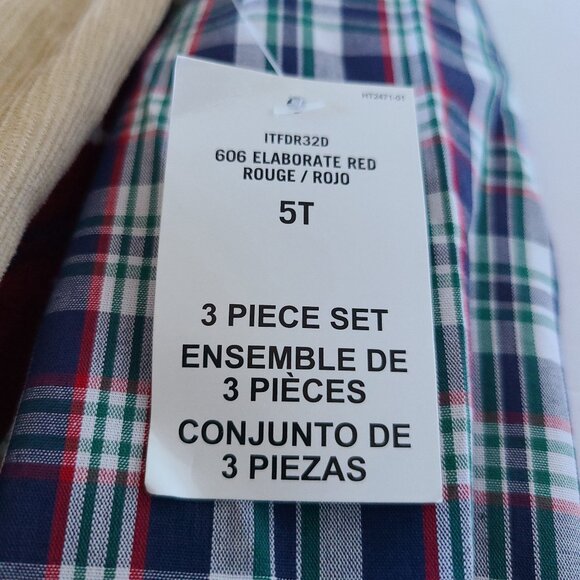 HT2471-01
ITFDR32D
606 ELABORATE RED
ROUGE / ROJO
5T
3 PIECE SET
ENSEMBLE DE
3 PIÈCES
CONJUNTO DE
3 PIEZAS